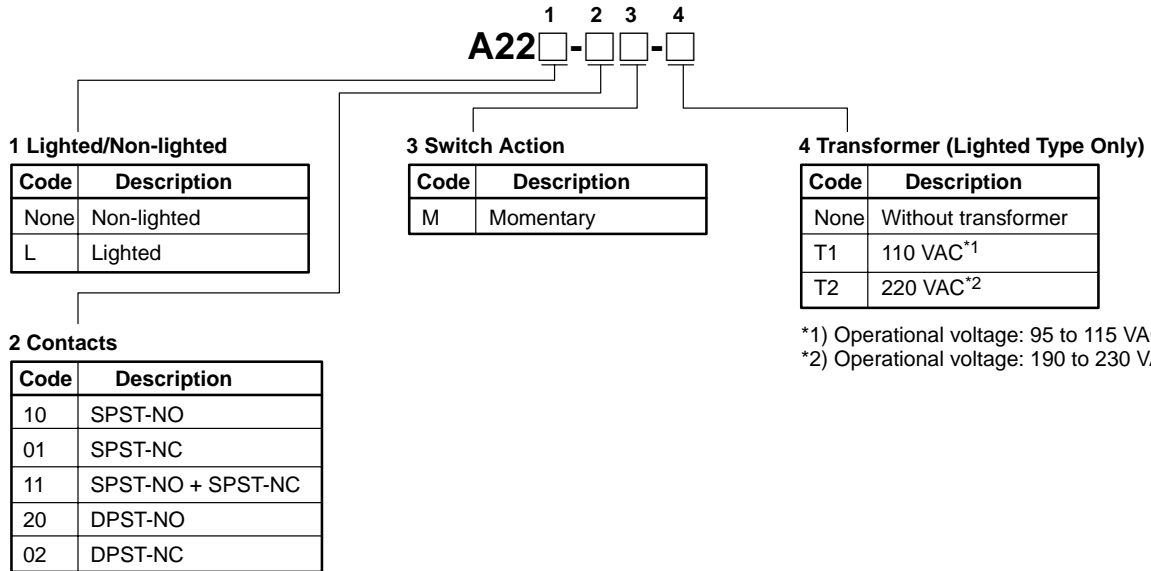 1 2 3 4
A22□-□□-□
1 Lighted/Non-lighted
Code Description
None Non-lighted
L Lighted
2 Contacts
Code Description
10 SPST-NO
01 SPST-NC
11 SPST-NO + SPST-NC
20 DPST-NO
02 DPST-NC
3 Switch Action
Code Description
M Momentary
4 Transformer (Lighted Type Only)
Code Description
None Without transformer
T1 110 VAC*1
T2 220 VAC*2
*1) Operational voltage: 95 to 115 VA
*2) Operational voltage: 190 to 230 V